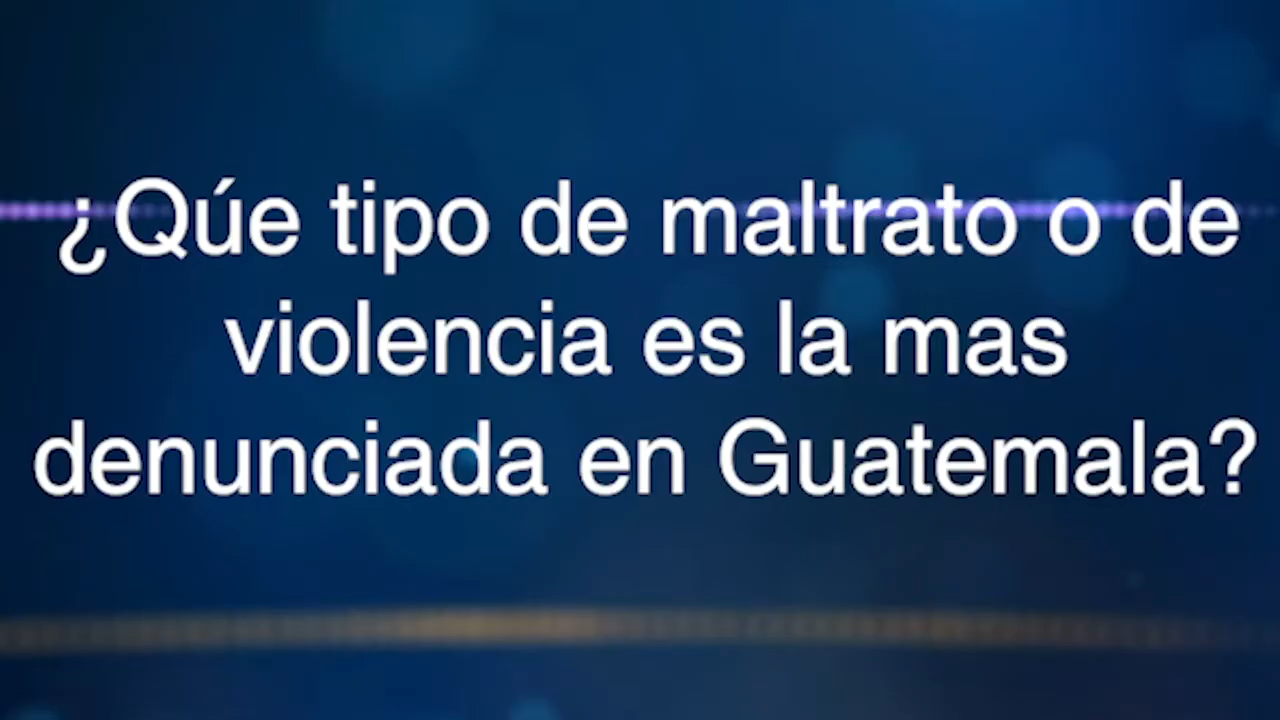 ¿Qúe tipo de maltrato o de
violencia es la mas
denunciada en Guatemala?